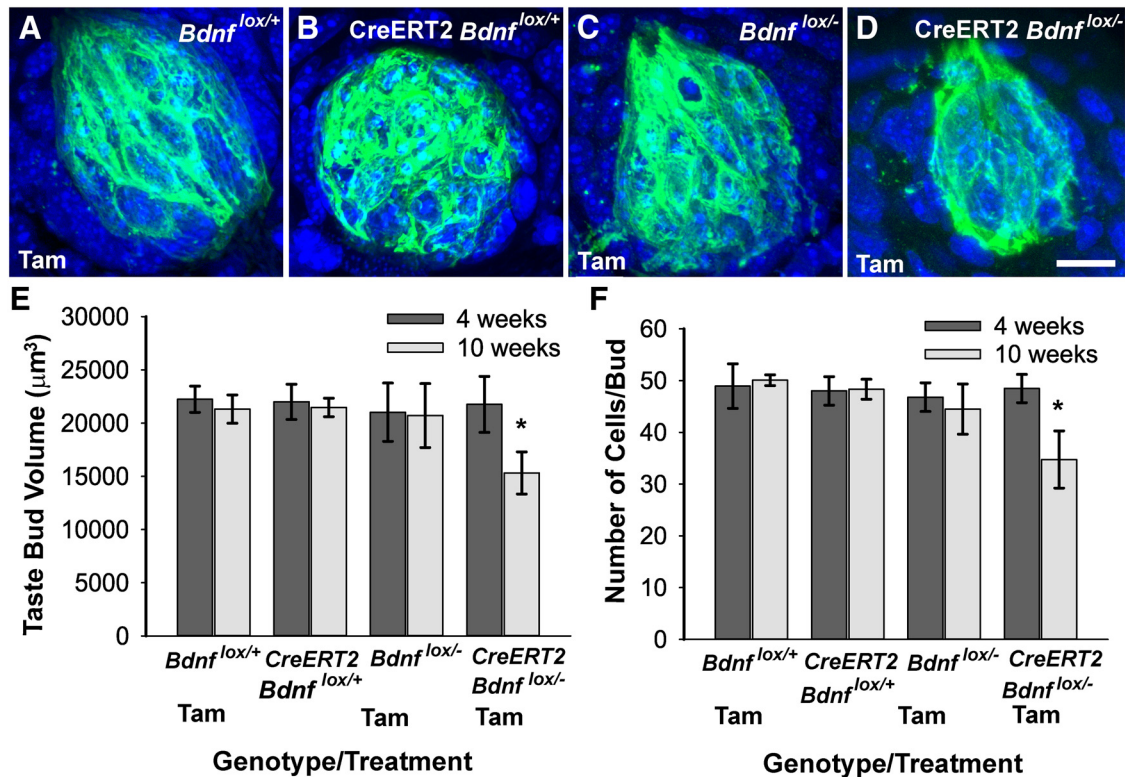 A Bdnf lox/+
B CreERT2 Bdnf lox/+
C Bdnf lox/-
D CreERT2 Bdnf lox/-
Tam
Tam
Tam
E
30000
25000
20000
15000
10000
5000
0
Taste Bud Volume (μm³)
4 weeks
10 weeks
*
Bdnf lox/+
CreERT2
Bdnf lox/+
Bdnf lox/-
CreERT2
Bdnf lox/-
Tam
Tam
Tam
Genotype/Treatment
F
60
50
40
30
20
10
0
Number of Cells/Bud
4 weeks
10 weeks
*
Bdnf lox/+
CreERT2
Bdnf lox/+
Bdnf lox/-
CreERT2
Bdnf lox/-
Tam
Tam
Tam
Genotype/Treatment